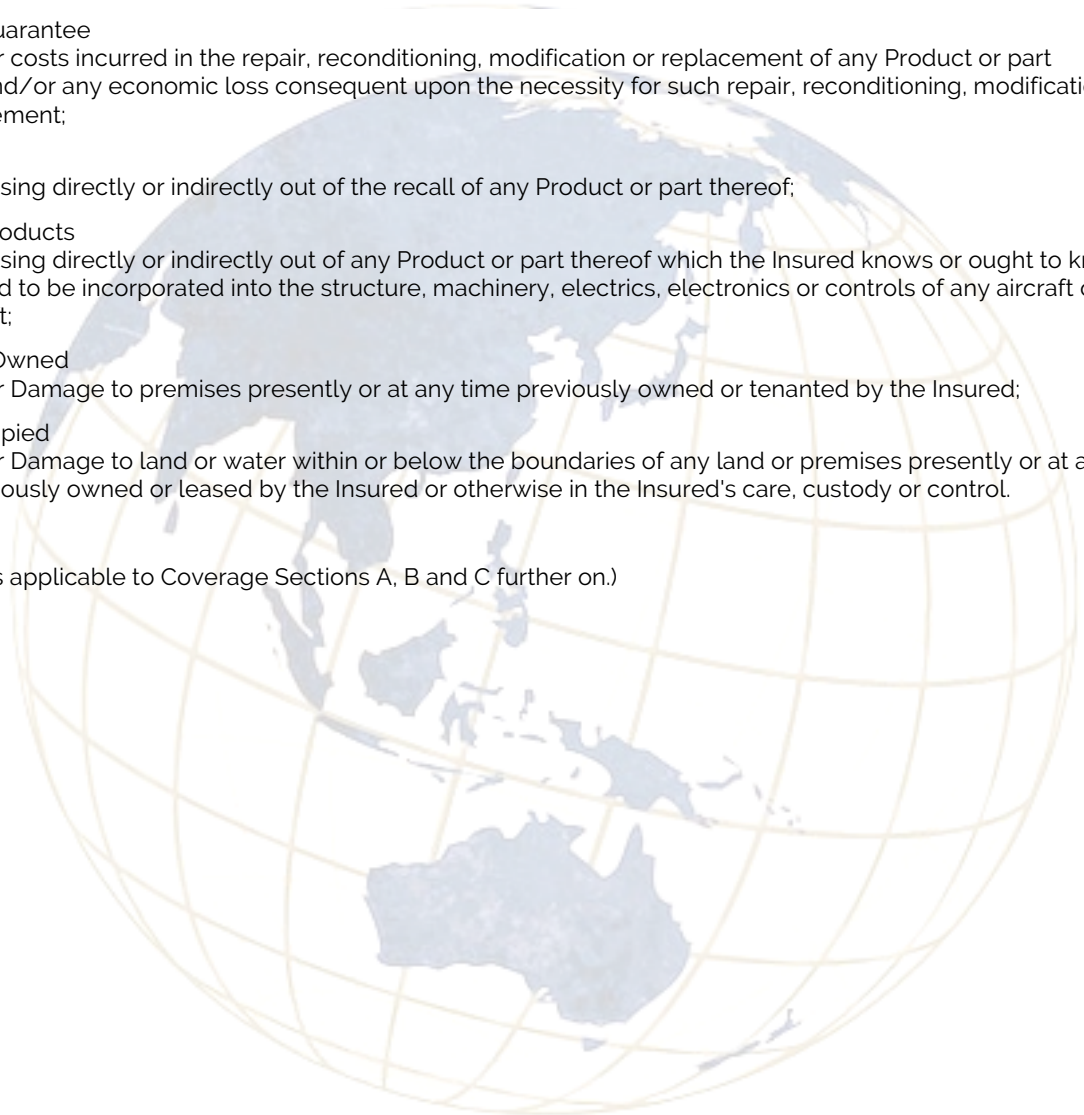 uarantee
r costs incurred in the repair, reconditioning, modification or replacement of any Product or part
nd/or any economic loss consequent upon the necessity for such repair, reconditioning, modificati
ement;
sing directly or indirectly out of the recall of any Product or part thereof;
oducts
sing directly or indirectly out of any Product or part thereof which the Insured knows or ought to k
d to be incorporated into the structure, machinery, electrics, electronics or controls of any aircraft
t;
Owned
r Damage to premises presently or at any time previously owned or tenanted by the Insured;
pied
r Damage to land or water within or below the boundaries of any land or premises presently or at a
ously owned or leased by the Insured or otherwise in the Insured's care, custody or control.
s applicable to Coverage Sections A, B and C further on.)